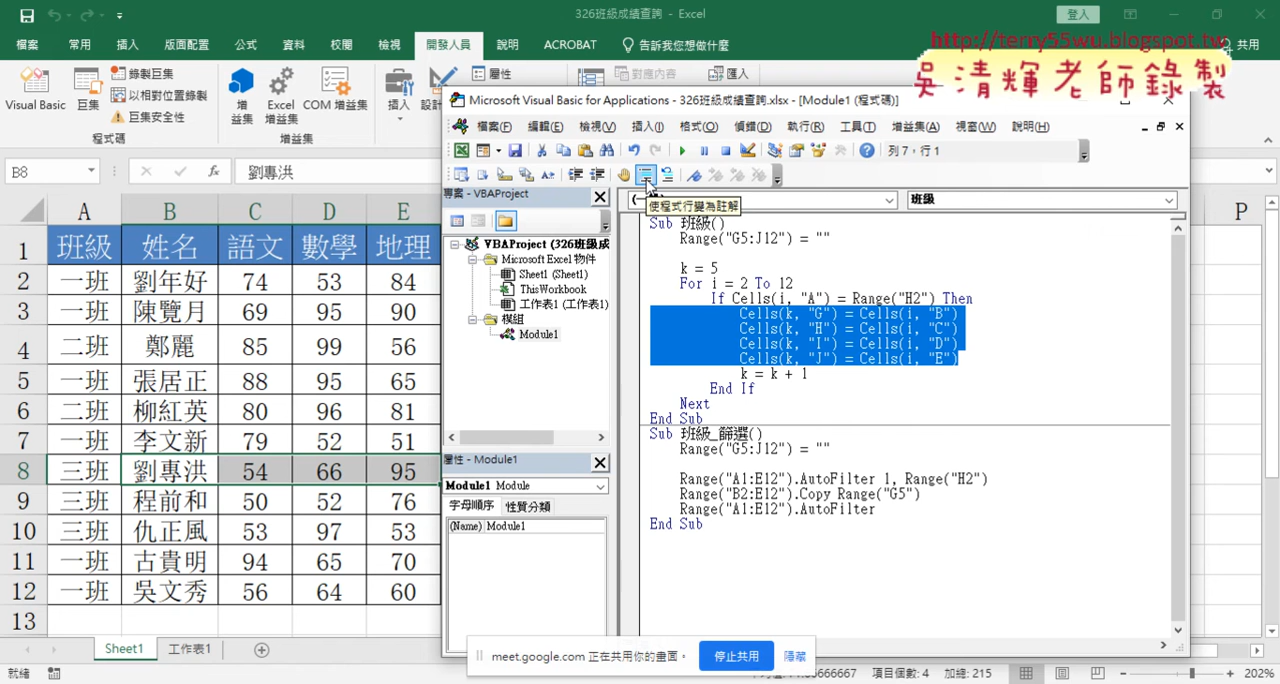 326班級成績查詢 - Excel
登入
檔案 常用 插入 版面配置 公式 資料 校閱 檢視 開發人員 說明 ACROBAT 告訴我您想做什麼 共用
http://terry55wu.blogspot.tw
吳清輝老師錄製
Visual Basic 巨集 錄製巨集 以相對位置錄製 巨集安全性
程式碼
增益集 Excel 增益集 COM 增益集
增益集
插入 屬性 對應內容 匯入
Microsoft Visual Basic for Applications - 326班級成績查詢.xlsx - [Module1 (程式碼)]
檔案(F) 編輯(E) 檢視(V) 插入(I) 格式(O) 偵錯(D) 執行(R) 工具(T) 增益集(A) 視窗(W) 說明(H)
列 7，行 1
B8 劉專洪
專案 - VBAProject
班級
使程式行變為註解
VBAProject (326班級成
Microsoft Excel 物件
Sheet1 (Sheet1)
ThisWorkbook
工作表1 (工作表1)
模組
Module1
屬性 - Module1
Module1 Module
字母順序 性質分類
(Name) Module1
Sub 班級()
Range("G5:J12") = ""
k = 5
For i = 2 To 12
If Cells(i, "A") = Range("H2") Then
Cells(k, "G") = Cells(i, "B")
Cells(k, "H") = Cells(i, "C")
Cells(k, "I") = Cells(i, "D")
Cells(k, "J") = Cells(i, "E")
k = k + 1
End If
Next
End Sub
Sub 班級_篩選()
Range("G5:J12") = ""
Range("A1:E12").AutoFilter 1, Range("H2")
Range("B2:E12").Copy Range("G5")
Range("A1:E12").AutoFilter
End Sub
A B C D E P
1 班級 姓名 語文 數學 地理
2 一班 劉年好 74 53 84
3 一班 陳覽月 69 95 90
4 二班 鄭麗 85 99 56
5 一班 張居正 88 95 65
6 二班 柳紅英 80 96 81
7 一班 李文新 79 52 51
8 三班 劉專洪 54 66 95
9 三班 程前和 50 52 76
10 三班 仇正風 53 97 53
11 一班 古貴明 94 65 70
12 一班 吳文秀 56 64 60
13
Sheet1 工作表1
meet.google.com 正在共用你的畫面。 停止共用 隱藏
就緒 項目個數: 4 加總: 215 202%